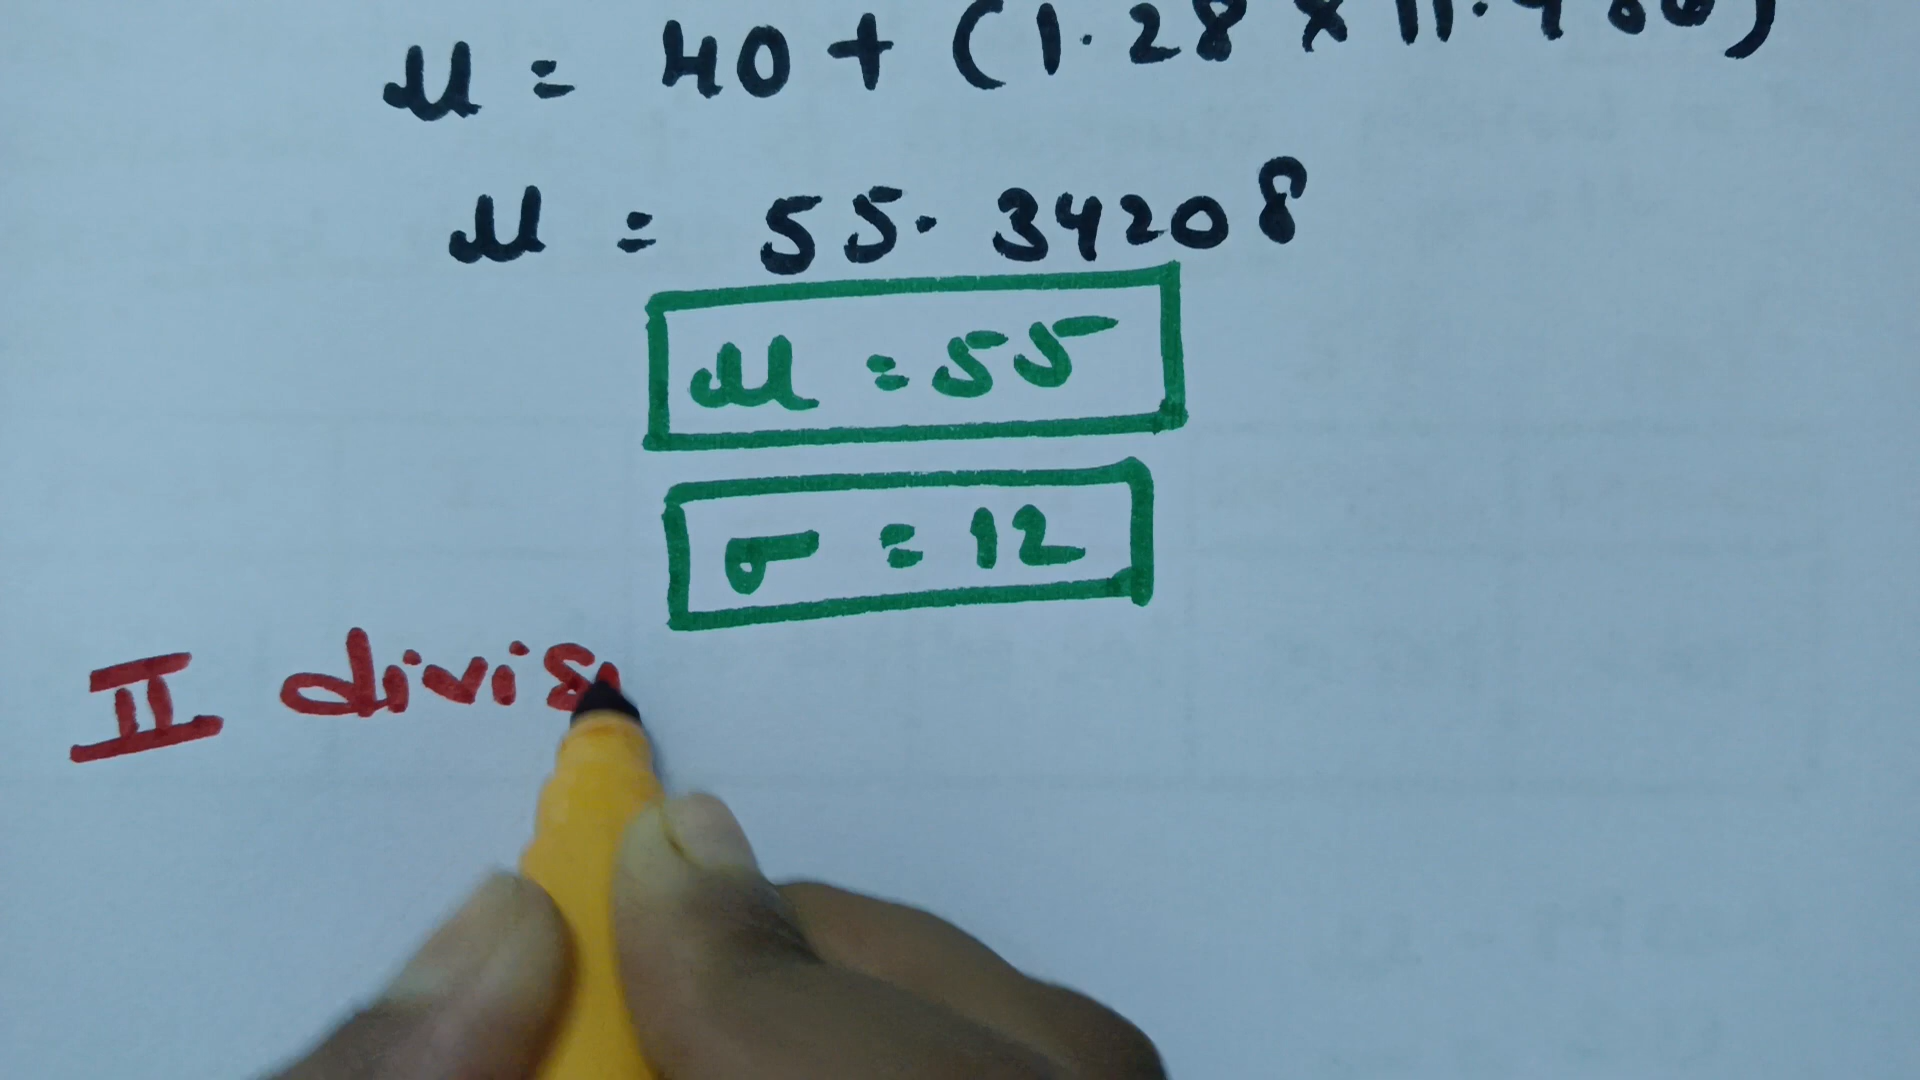 μ = 40 + (1.28 ×
μ = 55.34208
μ = 55
σ = 12
II divis